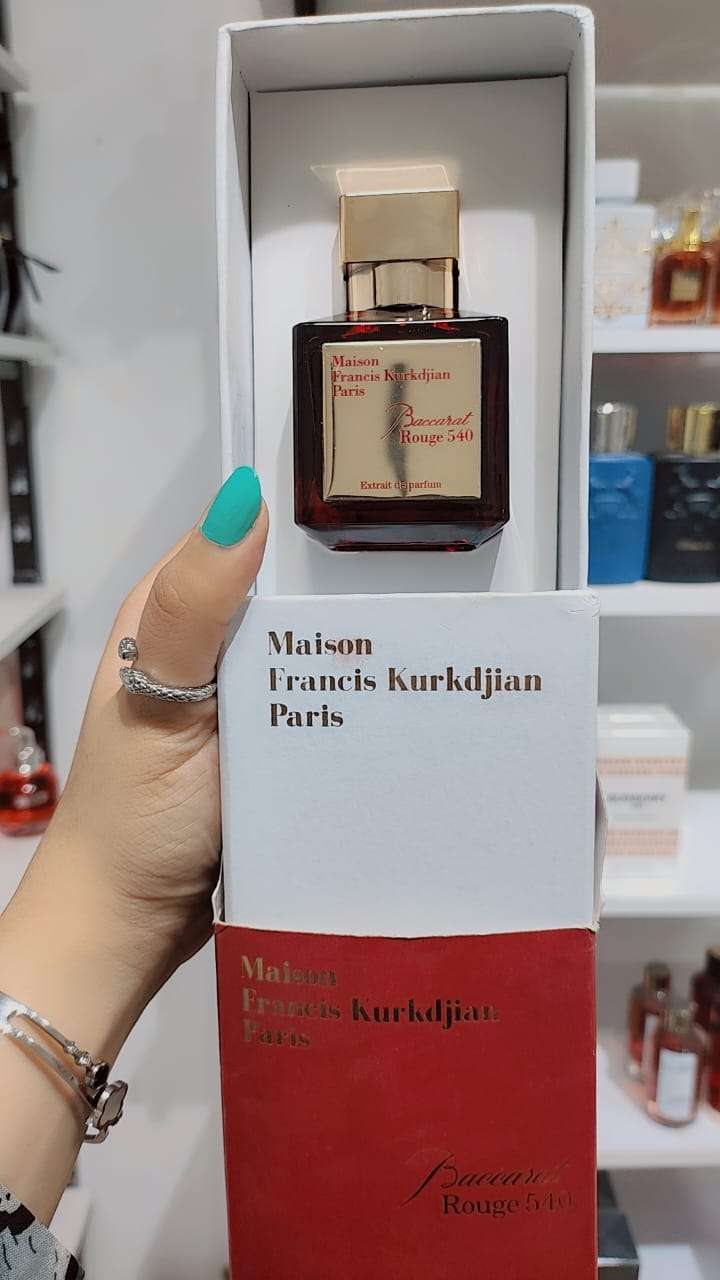 Maison
Francis Kurkdjian
Paris
Baccarat
Rouge 540
Extrait de parfum
Maison
Francis Kurkdjian
Paris
Maison
Francis Kurkdjian
Paris
Baccarat
Rouge 540